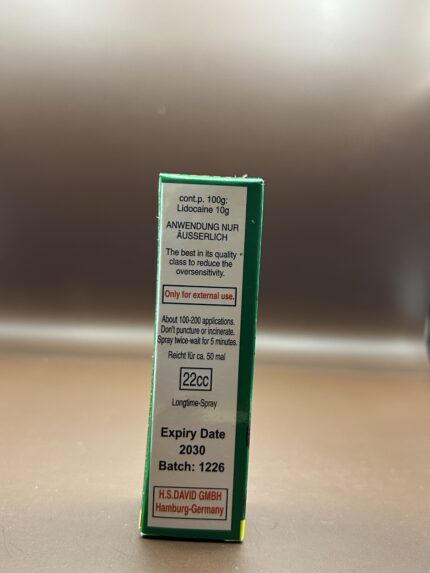 cont.p. 100g:
Lidocaine 10g
ANWENDUNG NUR
ÄUSSERLICH
The best in its quality
class to reduce the
oversensitivity.
Only for external use.
About 100-200 applications.
Don't puncture or incinerate.
Spray twice-wait for 5 minutes.
Reicht für ca. 50 mal
22cc
Longtime-Spray
Expiry Date
2030
Batch: 1226
H.S.DAVID GMBH
Hamburg-Germany